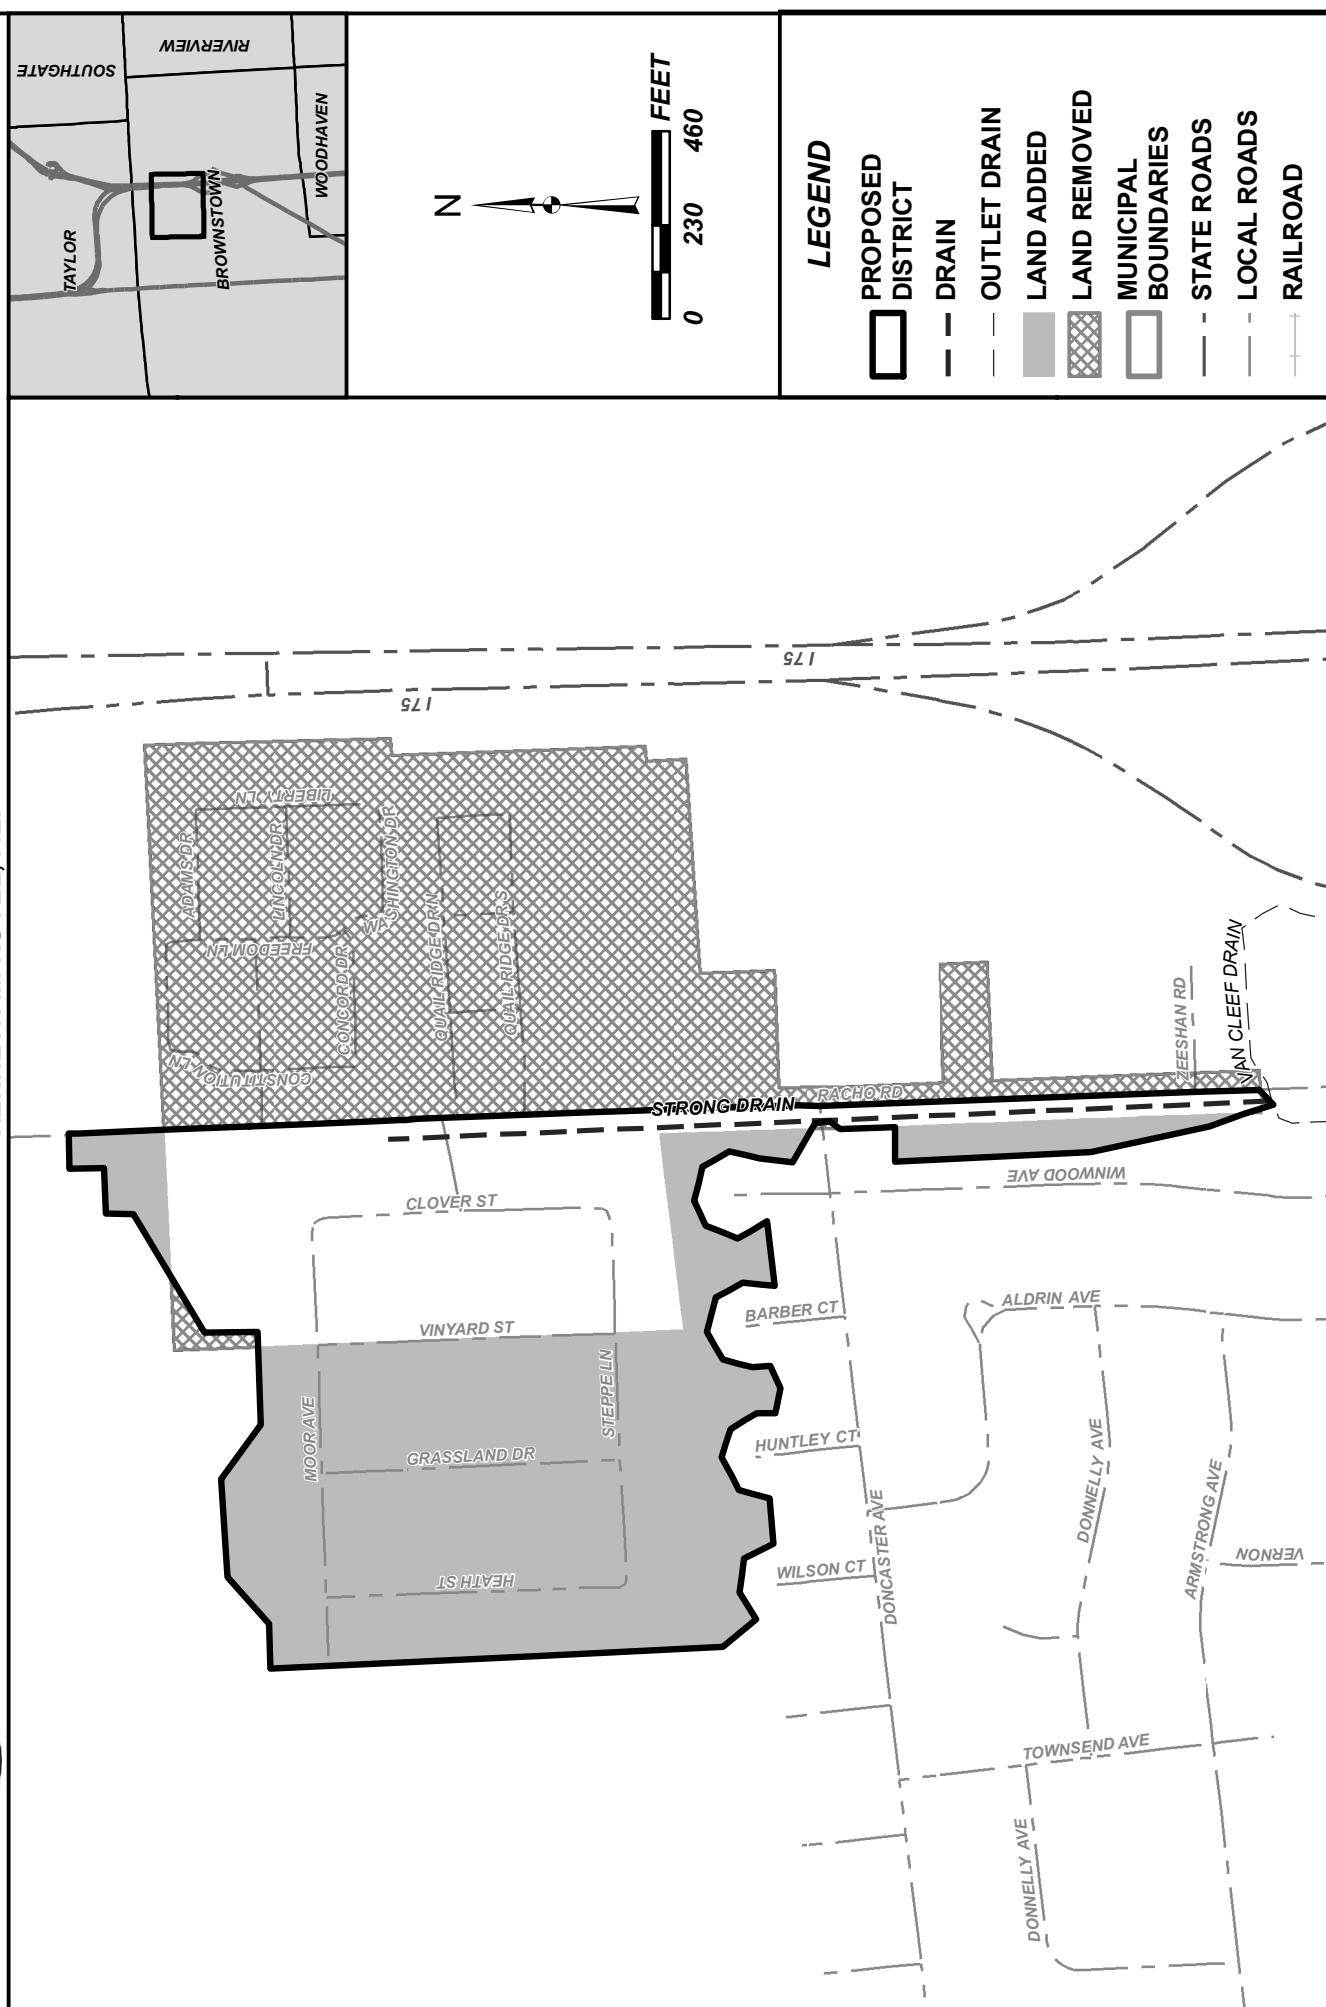 SOUTHGATE
RIVERVIEW
TAYLOR
BROWNSTOWN
WOODHAVEN
N
FEET
0 230 460
LEGEND
PROPOSED
DISTRICT
DRAIN
OUTLET DRAIN
LAND ADDED
LAND REMOVED
MUNICIPAL
BOUNDARIES
STATE ROADS
LOCAL ROADS
RAILROAD
I 75
I 75
LIBERTY LN
ADAMS DR
LINCOLN DR
WASHINGTON DR
FREEDOM LN
CONCORD DR
CONSTITUTION LN
QUAIL RIDGE DR N
QUAIL RIDGE DR S
STRONG DRAIN
RACHO RD
ZEESHAN RD
VAN CLEEF DRAIN
CLOVER ST
WINWOOD AVE
VINYARD ST
BARBER CT
ALDRIN AVE
MOOR AVE
STEPPE LN
GRASSLAND DR
HUNTLEY CT
DONNELLY AVE
ARMSTRONG AVE
HEATH ST
WILSON CT
DONCASTER AVE
VERNON
TOWNSEND AVE
DONNELLY AVE